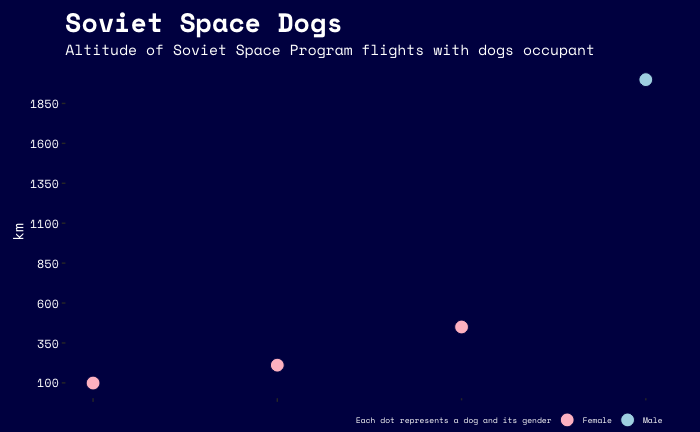 Soviet Space Dogs
Altitude of Soviet Space Program flights with dogs occupant
1850
1600
1350
1100
km
850
600
350
100
Each dot represents a dog and its gender Female Male